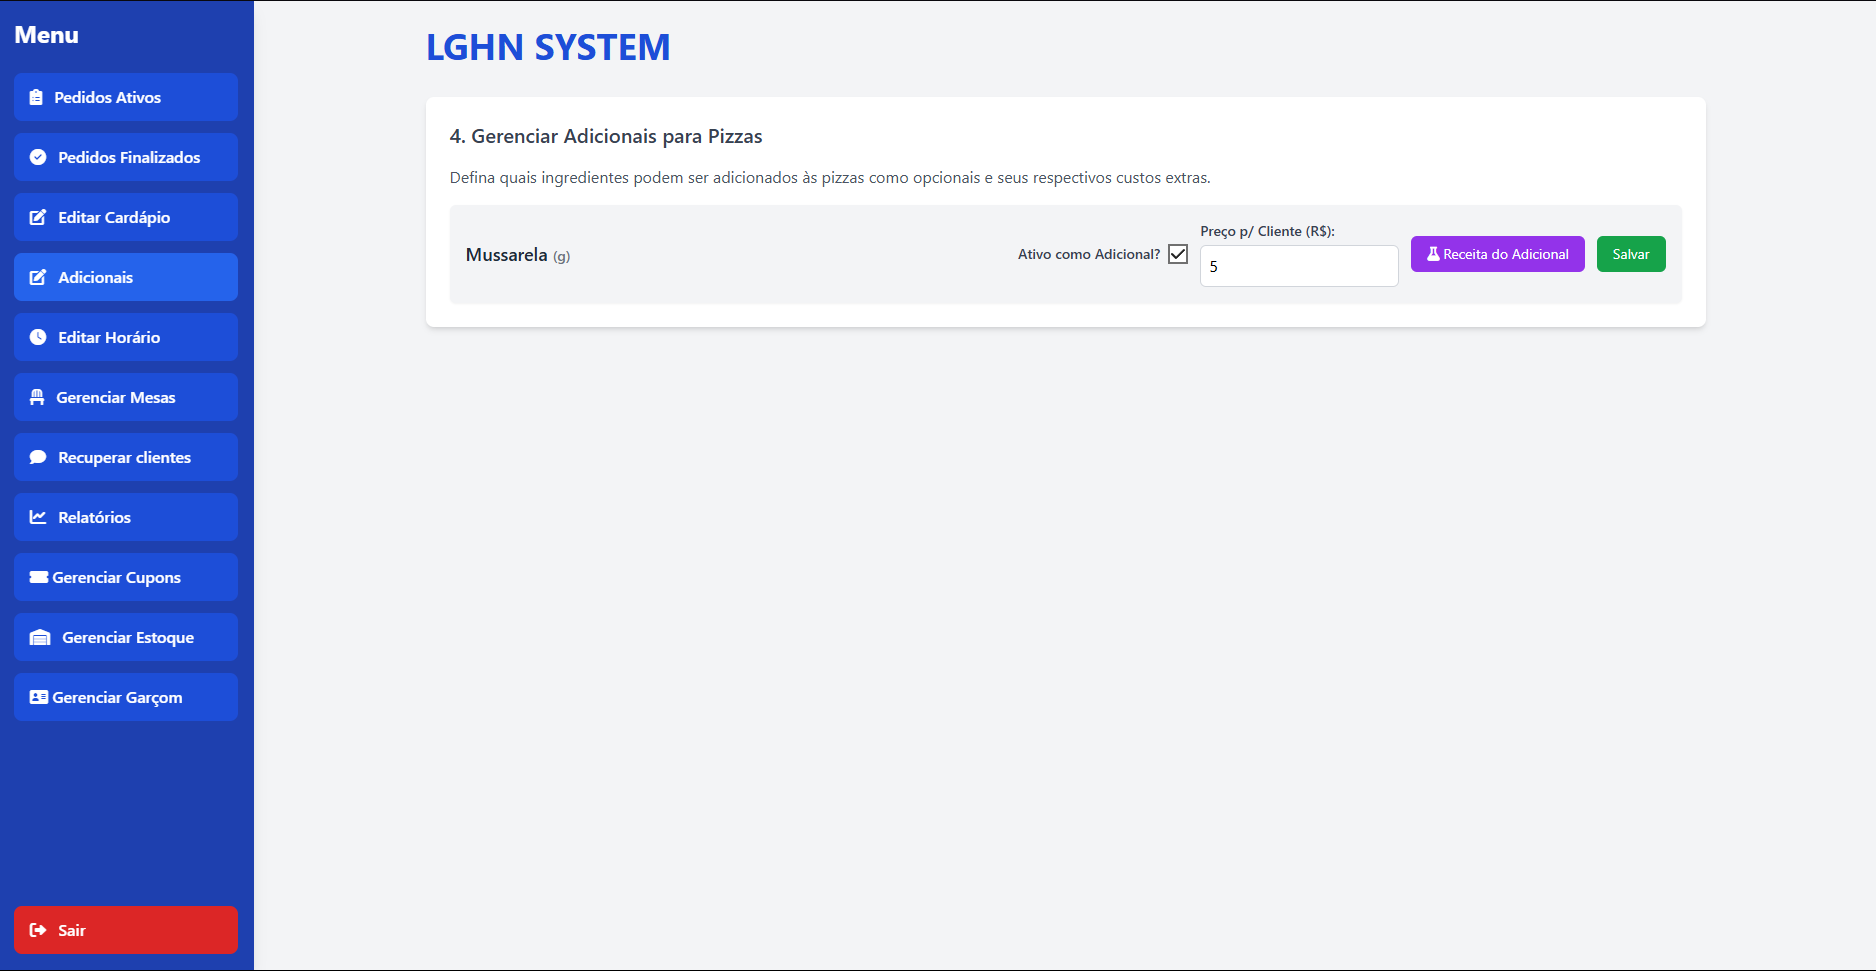 Menu
Pedidos Ativos
Pedidos Finalizados
Editar Cardápio
Adicionais
Editar Horário
Gerenciar Mesas
Recuperar clientes
Relatórios
Gerenciar Cupons
Gerenciar Estoque
Gerenciar Garçom
Sair
LGHN SYSTEM
4. Gerenciar Adicionais para Pizzas
Defina quais ingredientes podem ser adicionados às pizzas como opcionais e seus respectivos custos extras.
Mussarela (g)
Ativo como Adicional?
Preço p/ Cliente (R$):
5
Receita do Adicional
Salvar